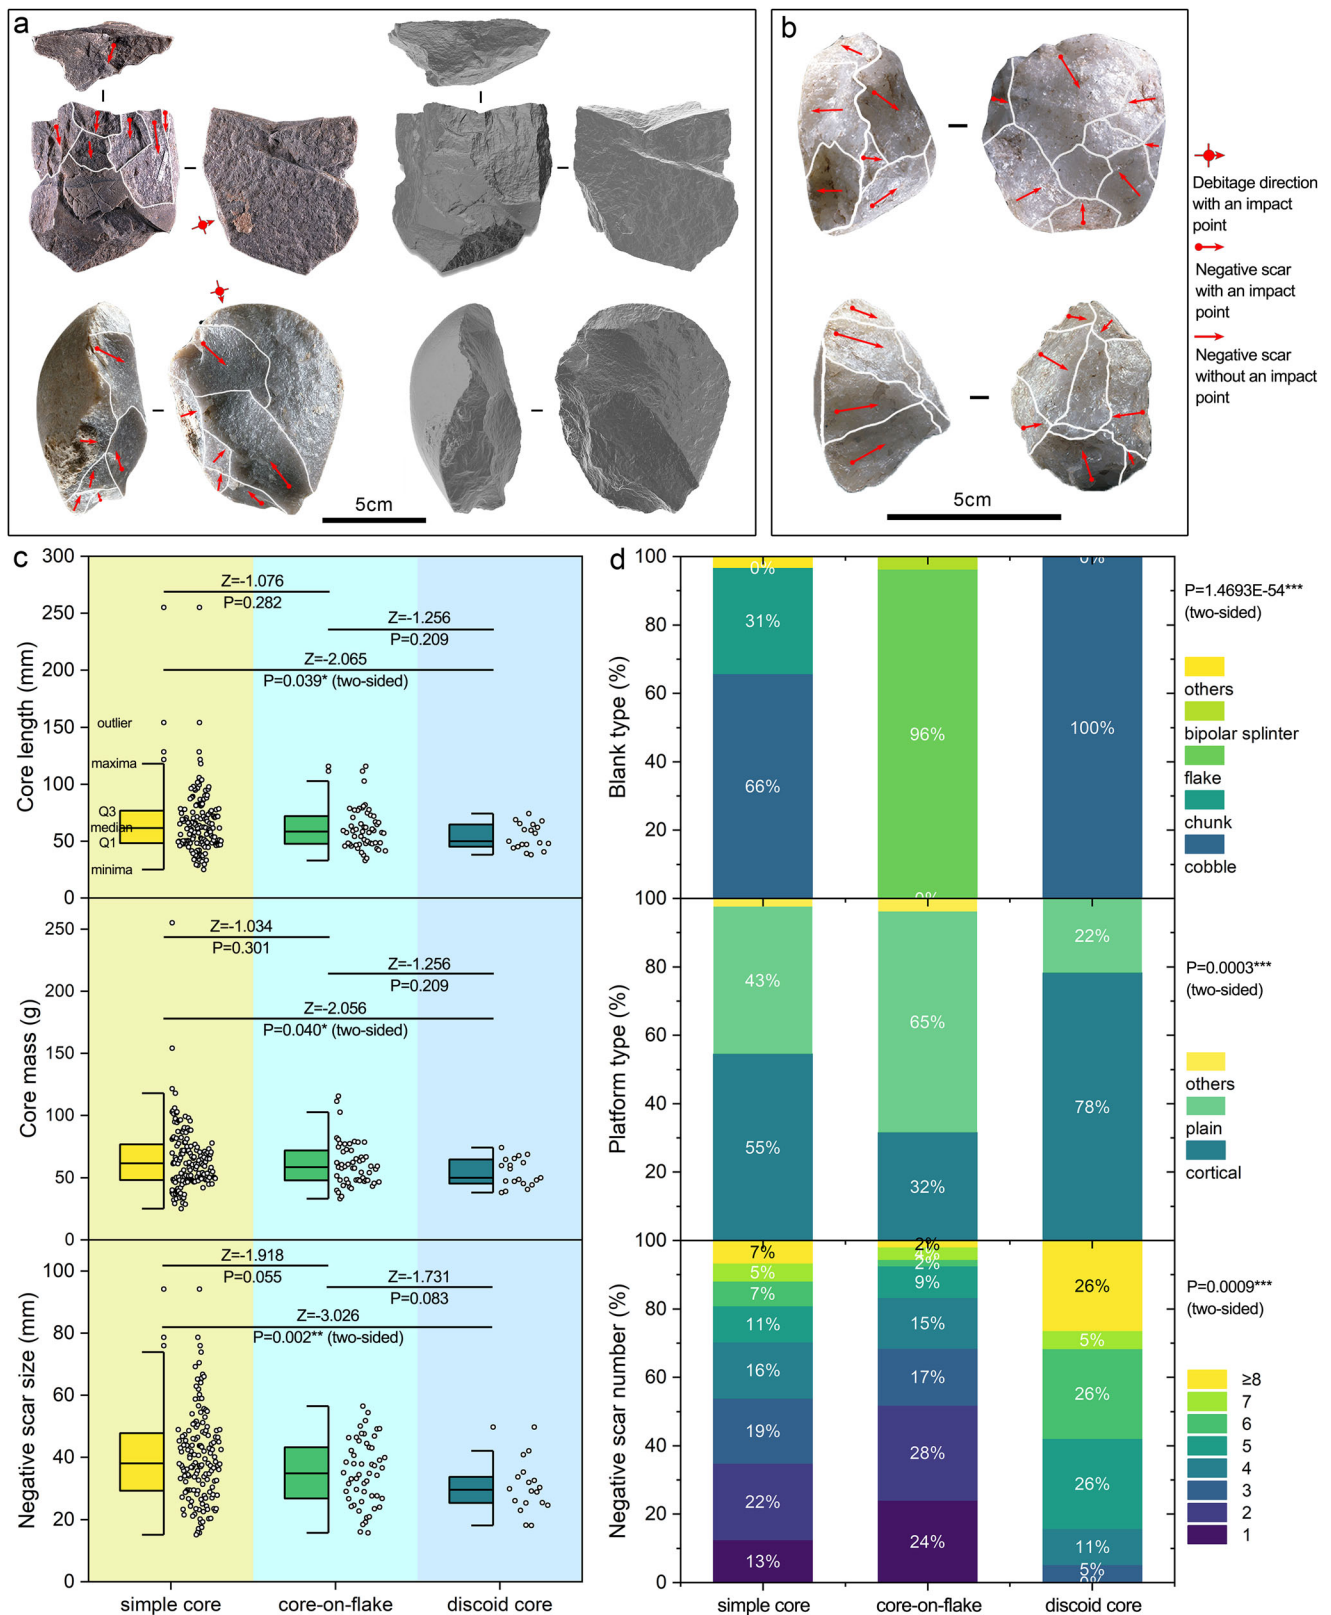 a
5cm
b
5cm
Debitage direction
with an impact
point
Negative scar
with an impact
point
Negative scar
without an impact
point
c
Core length (mm)
300
250
200
150
100
50
0
Z=-1.076
P=0.282
Z=-1.256
P=0.209
Z=-2.065
P=0.039* (two-sided)
outlier
maxima
Q3
median
Q1
minima
Core mass (g)
250
200
150
100
50
0
Z=-1.034
P=0.301
Z=-1.256
P=0.209
Z=-2.056
P=0.040* (two-sided)
Negative scar size (mm)
100
80
60
40
20
0
Z=-1.918
P=0.055
Z=-1.731
P=0.083
Z=-3.026
P=0.002** (two-sided)
simple core
core-on-flake
discoid core
d
Blank type (%)
100
80
60
40
20
0%
31%
66%
96%
0%
0%
100%
P=1.4693E-54***
(two-sided)
others
bipolar splinter
flake
chunk
cobble
Platform type (%)
100
80
60
40
20
43%
55%
65%
32%
22%
78%
P=0.0003***
(two-sided)
others
plain
cortical
Negative scar number (%)
100
80
60
40
20
0
7%
5%
7%
11%
16%
19%
22%
13%
2%
4%
2%
9%
15%
17%
28%
24%
26%
5%
26%
26%
11%
5%
0%
P=0.0009***
(two-sided)
≥8
7
6
5
4
3
2
1
simple core
core-on-flake
discoid core